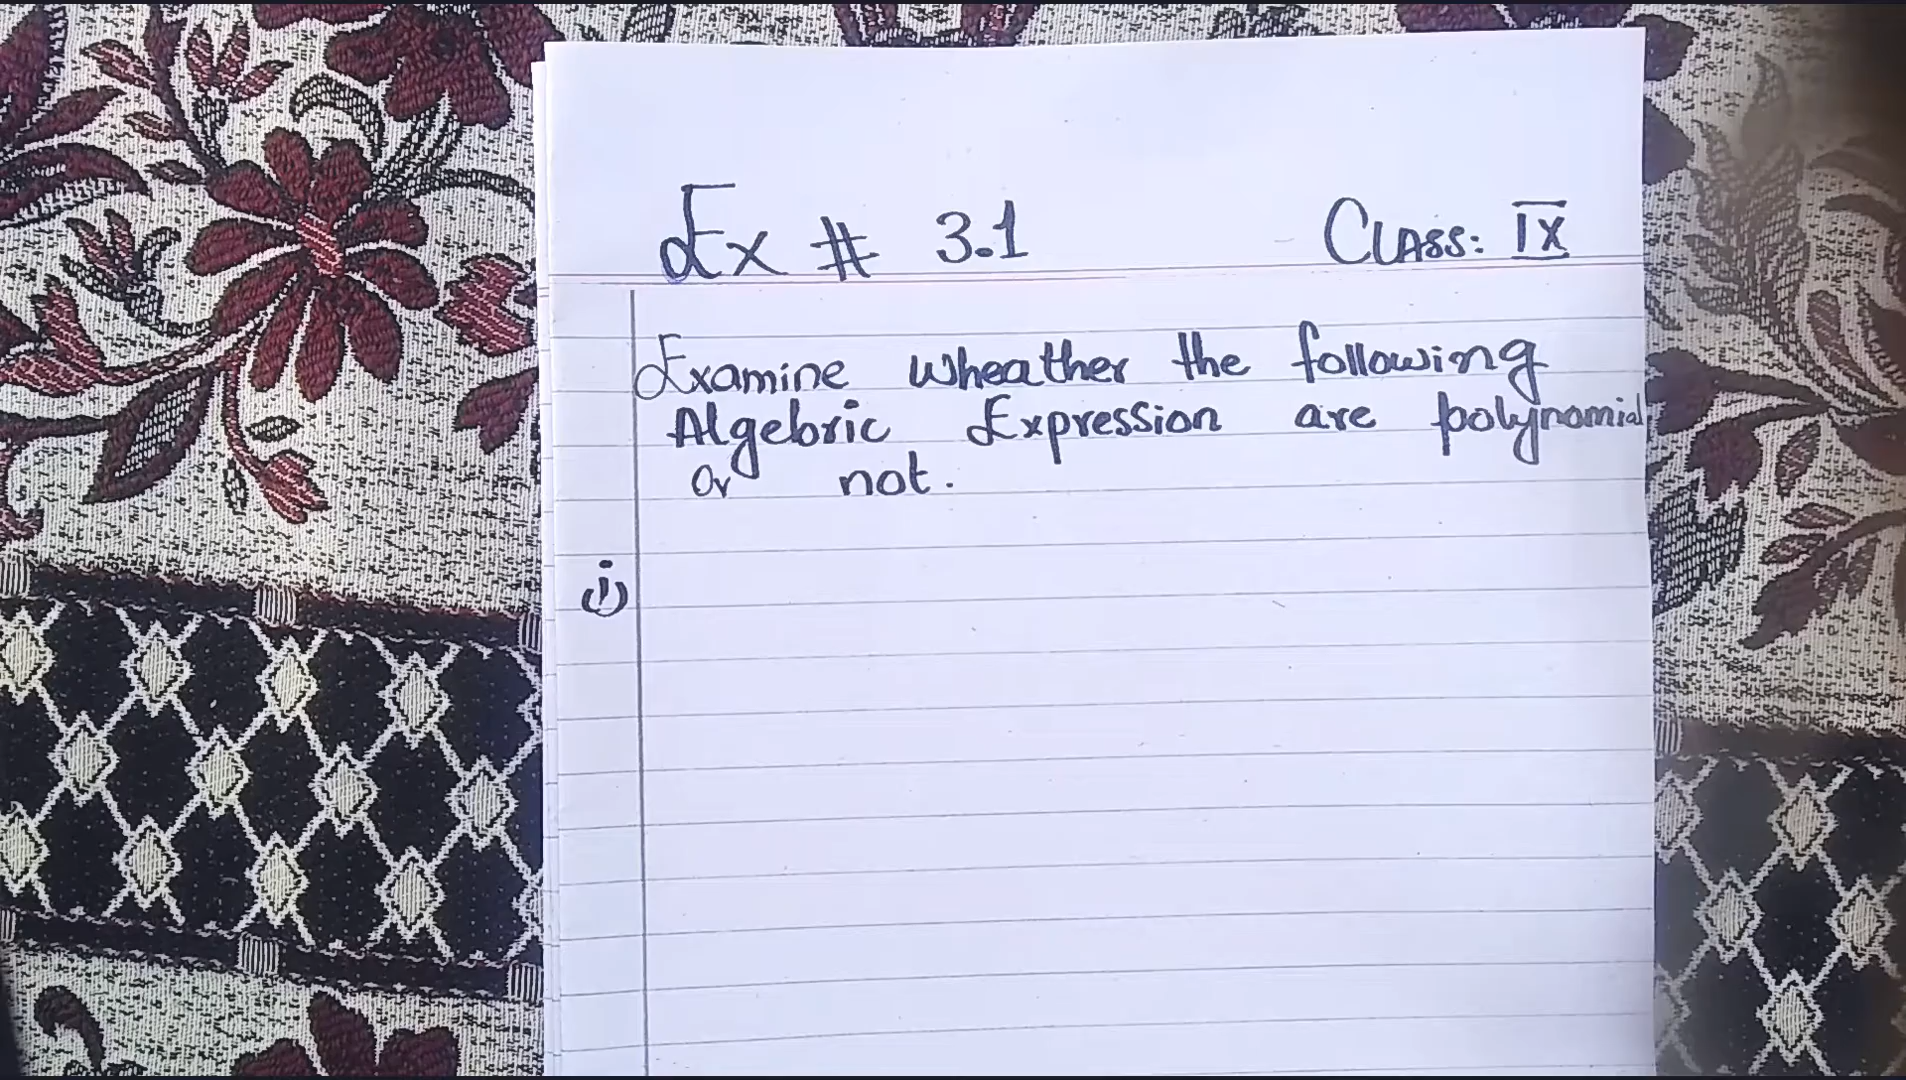 Ex # 3.1 CLASS: IX
Examine wheather the following
Algebric Expression are polynomial
or not.
i)